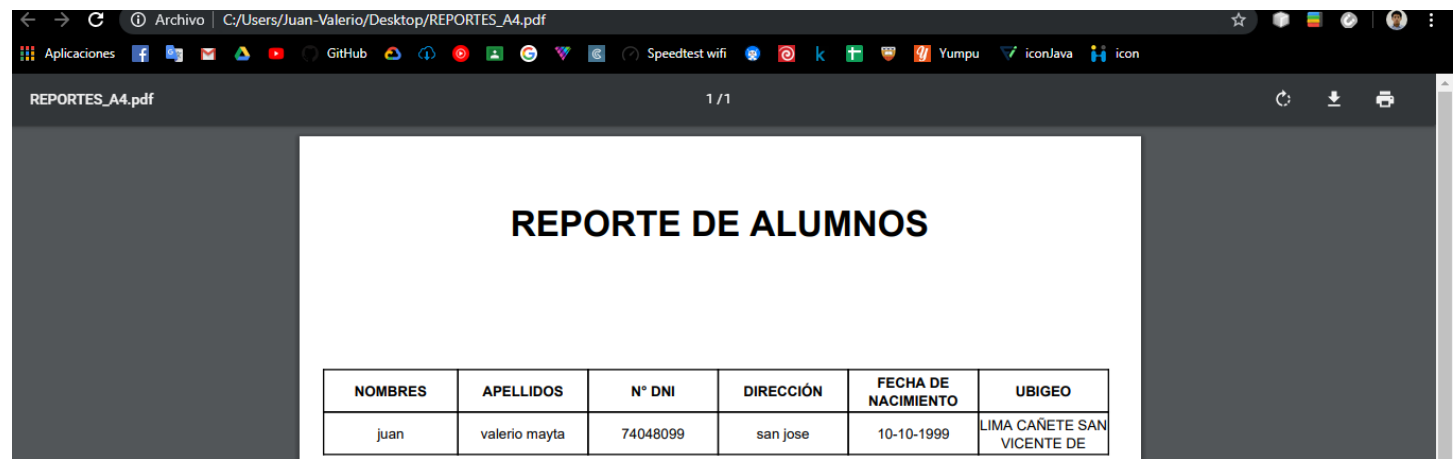 Archivo C:/Users/Juan-Valerio/Desktop/REPORTES_A4.pdf
Aplicaciones GitHub Speedtest wifi k Yumpu iconJava icon
REPORTES_A4.pdf 1 /1
REPORTE DE ALUMNOS
NOMBRES APELLIDOS N° DNI DIRECCIÓN FECHA DE NACIMIENTO UBIGEO
juan valerio mayta 74048099 san jose 10-10-1999 LIMA CAÑETE SAN VICENTE DE